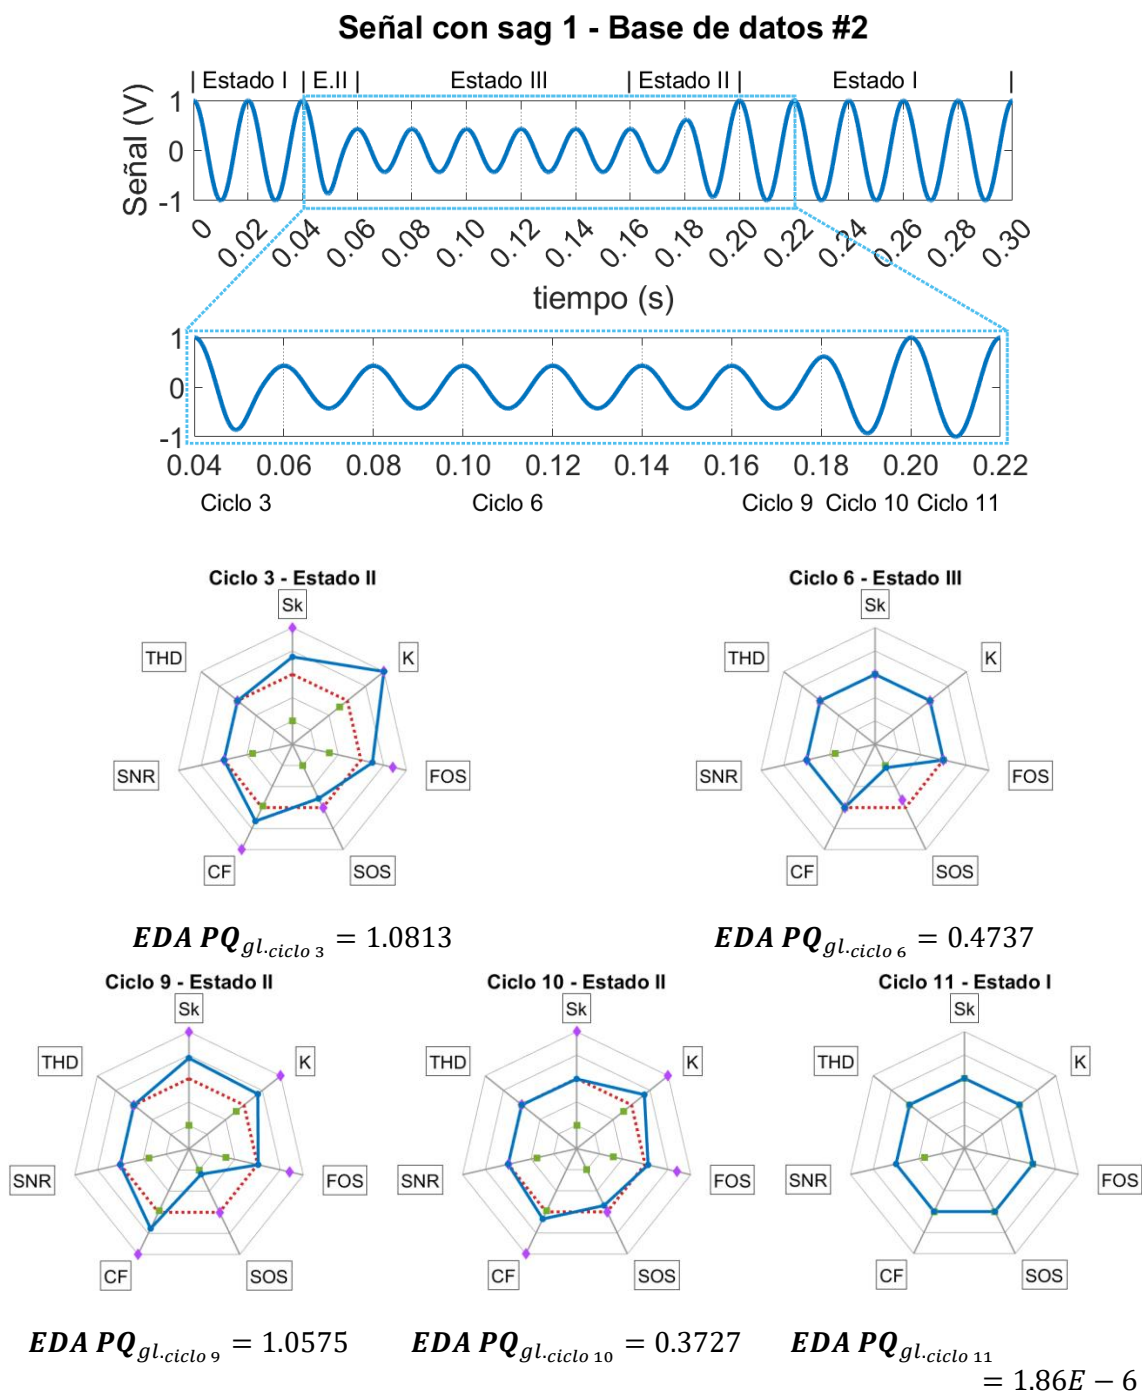 Señal con sag 1 - Base de datos #2
| Estado I | E.II | Estado III | Estado II | Estado I |
Señal (V)
1
0
-1
0 0.02 0.04 0.06 0.08 0.10 0.12 0.14 0.16 0.18 0.20 0.22 0.24 0.26 0.28 0.30
tiempo (s)
1
0
-1
0.04 0.06 0.08 0.10 0.12 0.14 0.16 0.18 0.20 0.22
Ciclo 3 Ciclo 6 Ciclo 9 Ciclo 10 Ciclo 11
Ciclo 3 - Estado II
Sk
K
FOS
SOS
CF
SNR
THD
EDA PQgl.ciclo 3 = 1.0813
Ciclo 6 - Estado III
Sk
K
FOS
SOS
CF
SNR
THD
EDA PQgl.ciclo 6 = 0.4737
Ciclo 9 - Estado II
Sk
K
FOS
SOS
CF
SNR
THD
EDA PQgl.ciclo 9 = 1.0575
Ciclo 10 - Estado II
Sk
K
FOS
SOS
CF
SNR
THD
EDA PQgl.ciclo 10 = 0.3727
Ciclo 11 - Estado I
Sk
K
FOS
SOS
CF
SNR
THD
EDA PQgl.ciclo 11
= 1.86E − 6